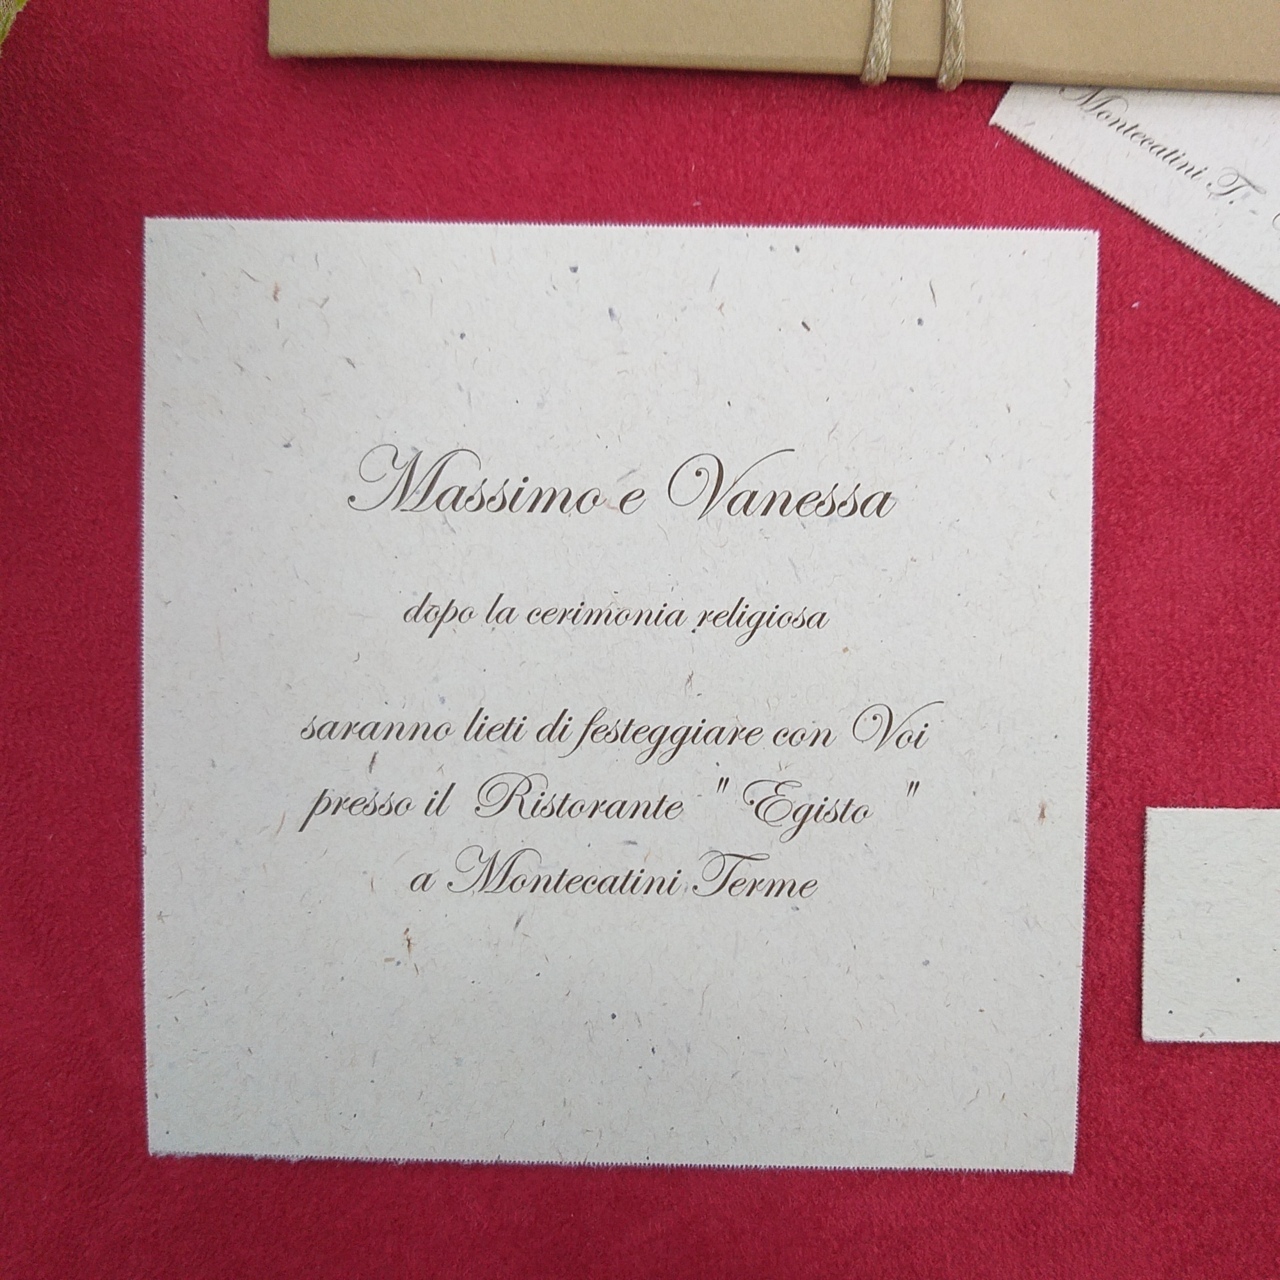 Montecatini T. -
Massimo e Vanessa
dopo la cerimonia religiosa
saranno lieti di festeggiare con Voi
presso il Ristorante " Egisto "
a Montecatini Terme